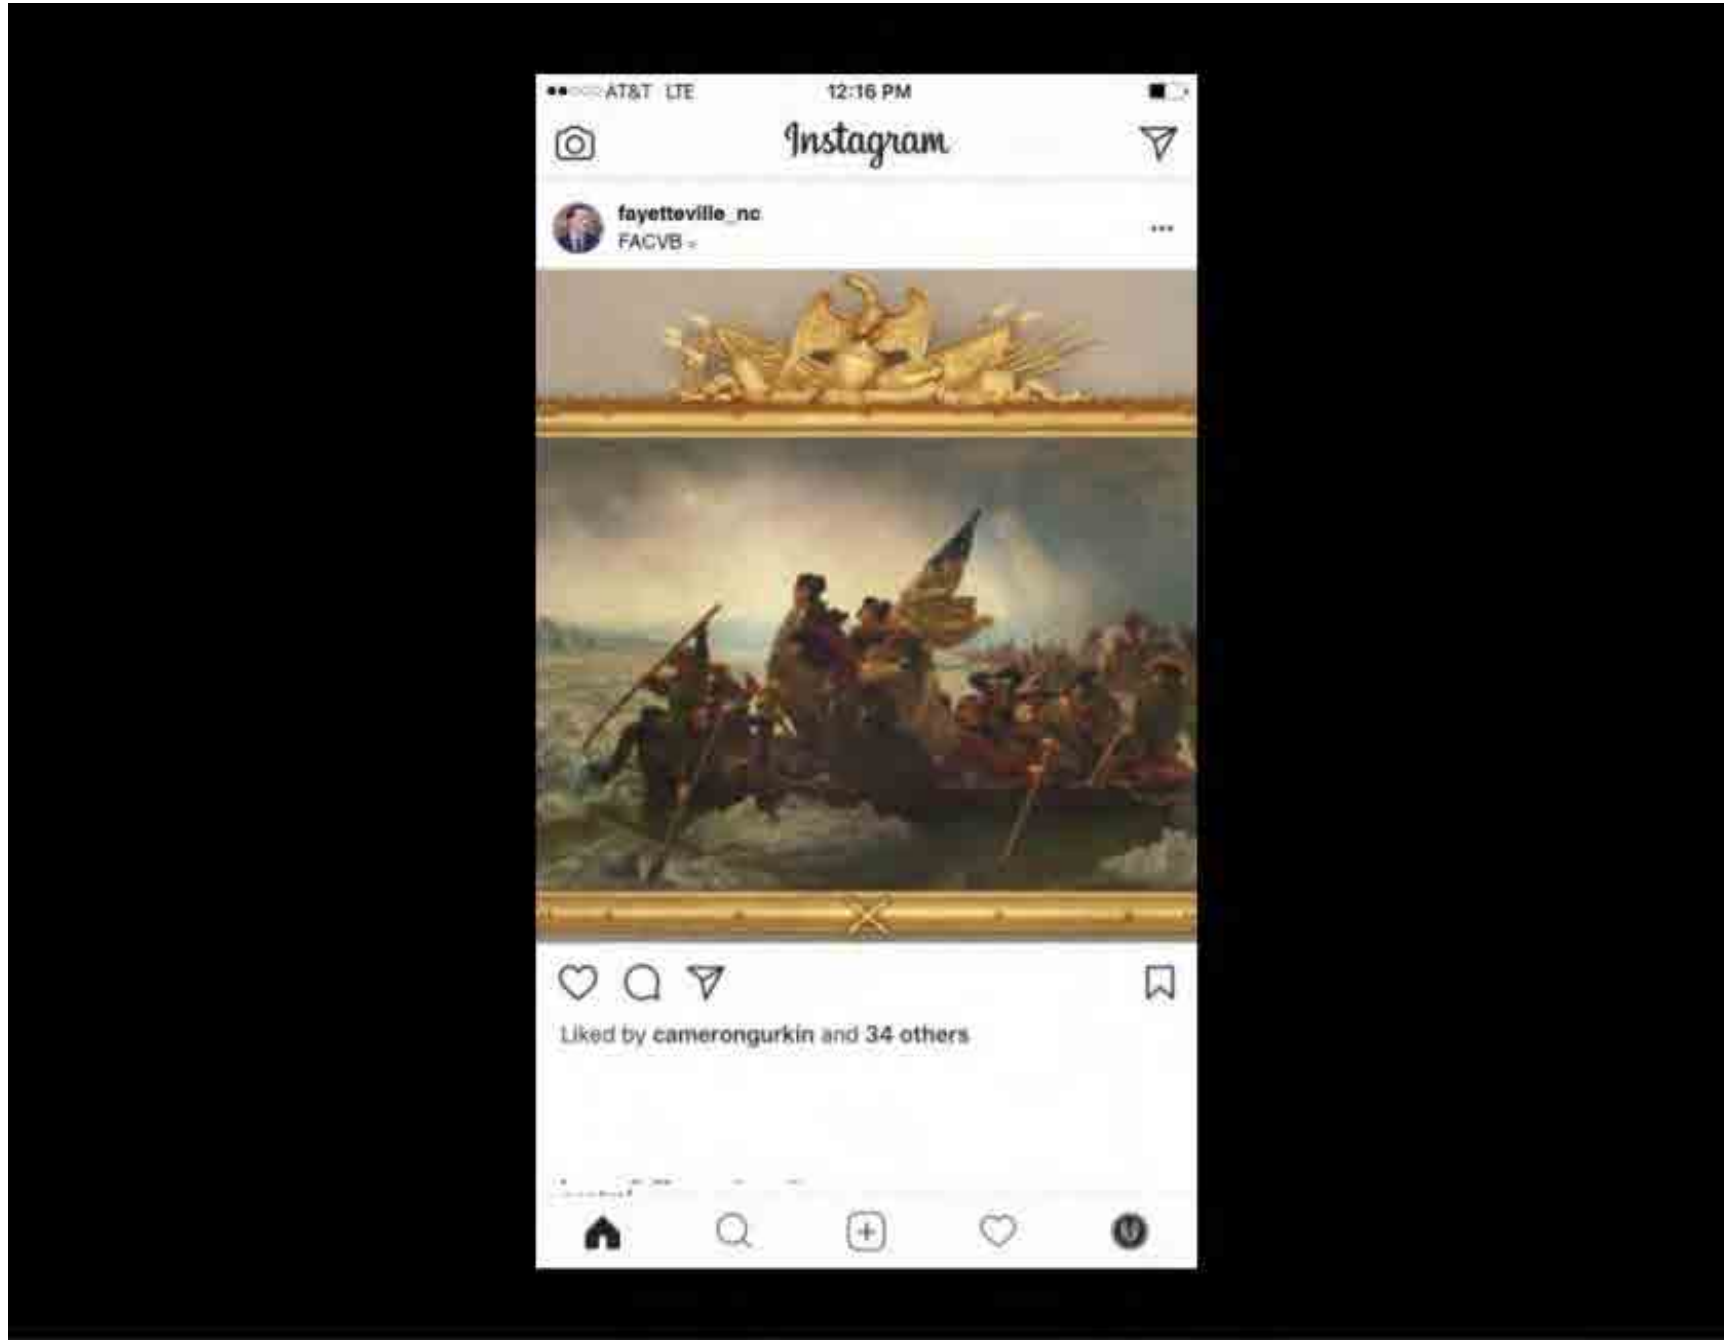 AT&T LTE 12:16 PM
Instagram
fayetteville_nc
FACVB
Liked by camerongurkin and 34 others